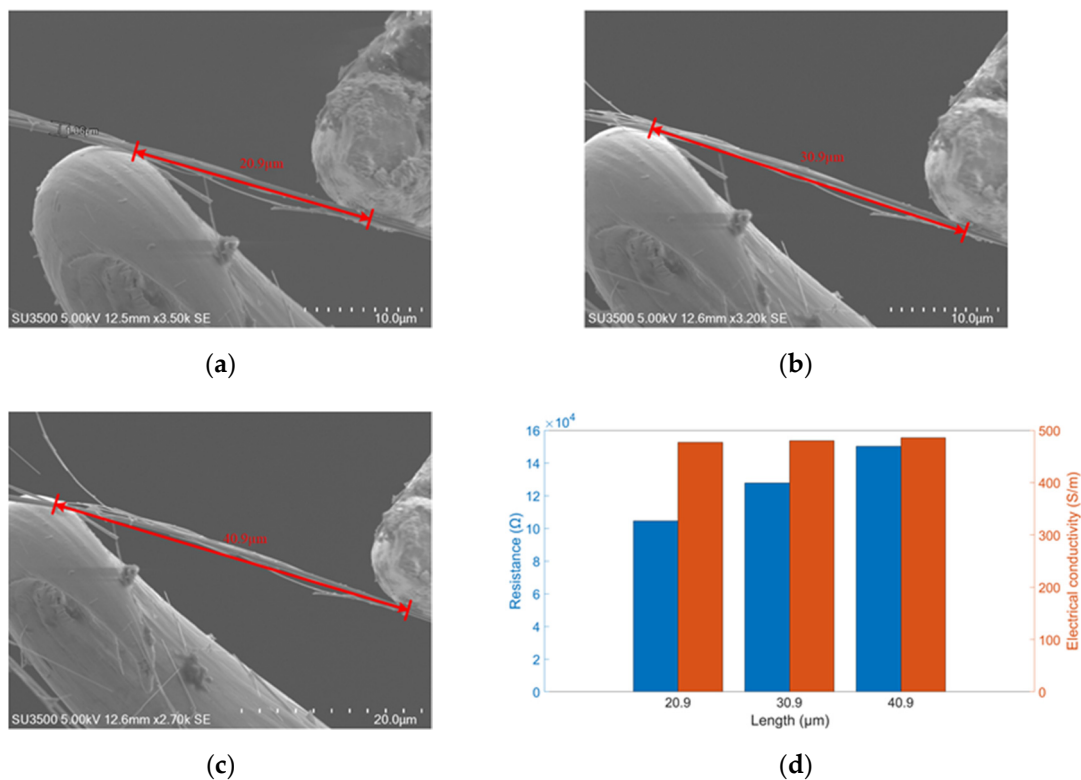 1.06μm
20.9μm
SU3500 5.00kV 12.5mm x3.50k SE
10.0μm
(a)
50.9μm
SU3500 5.00kV 12.6mm x3.20k SE
10.0μm
(b)
40.9μm
SU3500 5.00kV 12.6mm x2.70k SE
20.0μm
(c)
×10⁴
16
14
12
10
8
6
4
2
0
Resistance (Ω)
500
400
300
200
100
0
Electrical conductivity (S/m)
20.9
30.9
40.9
Length (μm)
(d)